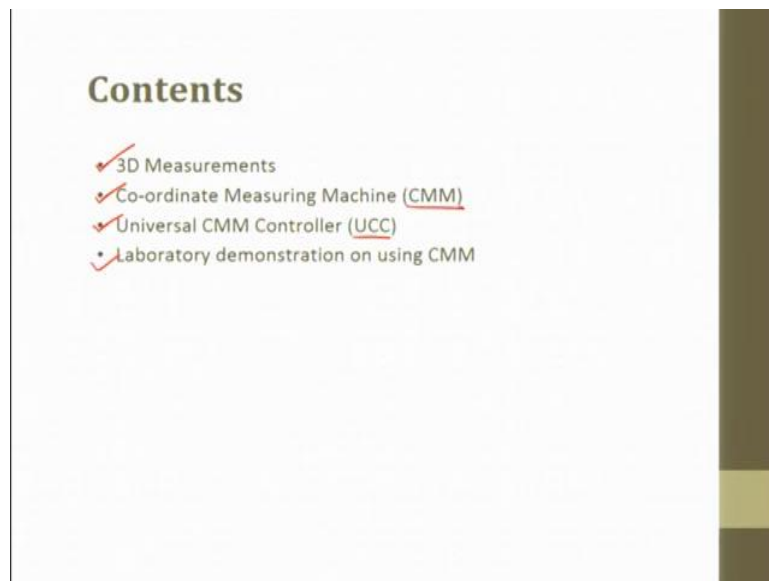 Contents
• 3D Measurements
• Co-ordinate Measuring Machine (CMM)
• Universal CMM Controller (UCC)
• Laboratory demonstration on using CMM